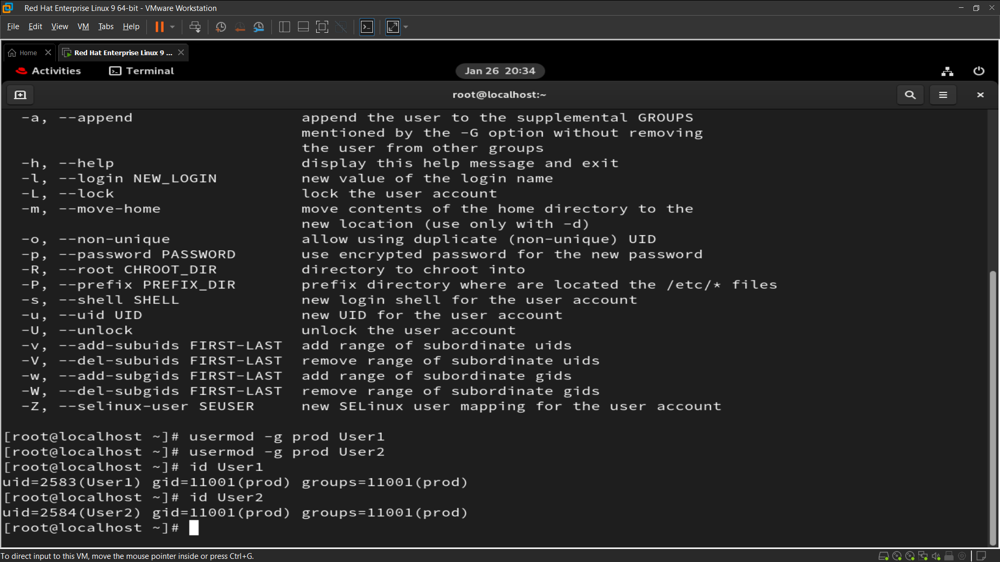 Red Hat Enterprise Linux 9 64-bit - VMware Workstation
File Edit View VM Tabs Help
Home
Red Hat Enterprise Linux 9 ...
Activities Terminal Jan 26 20:34
root@localhost:~
-a, --append append the user to the supplemental GROUPS
mentioned by the -G option without removing
the user from other groups
-h, --help display this help message and exit
-l, --login NEW_LOGIN new value of the login name
-L, --lock lock the user account
-m, --move-home move contents of the home directory to the
new location (use only with -d)
-o, --non-unique allow using duplicate (non-unique) UID
-p, --password PASSWORD use encrypted password for the new password
-R, --root CHROOT_DIR directory to chroot into
-P, --prefix PREFIX_DIR prefix directory where are located the /etc/* files
-s, --shell SHELL new login shell for the user account
-u, --uid UID new UID for the user account
-U, --unlock unlock the user account
-v, --add-subuids FIRST-LAST add range of subordinate uids
-V, --del-subuids FIRST-LAST remove range of subordinate uids
-w, --add-subgids FIRST-LAST add range of subordinate gids
-W, --del-subgids FIRST-LAST remove range of subordinate gids
-Z, --selinux-user SEUSER new SELinux user mapping for the user account
[root@localhost ~]# usermod -g prod User1
[root@localhost ~]# usermod -g prod User2
[root@localhost ~]# id User1
uid=2583(User1) gid=11001(prod) groups=11001(prod)
[root@localhost ~]# id User2
uid=2584(User2) gid=11001(prod) groups=11001(prod)
[root@localhost ~]#
To direct input to this VM, move the mouse pointer inside or press Ctrl+G.